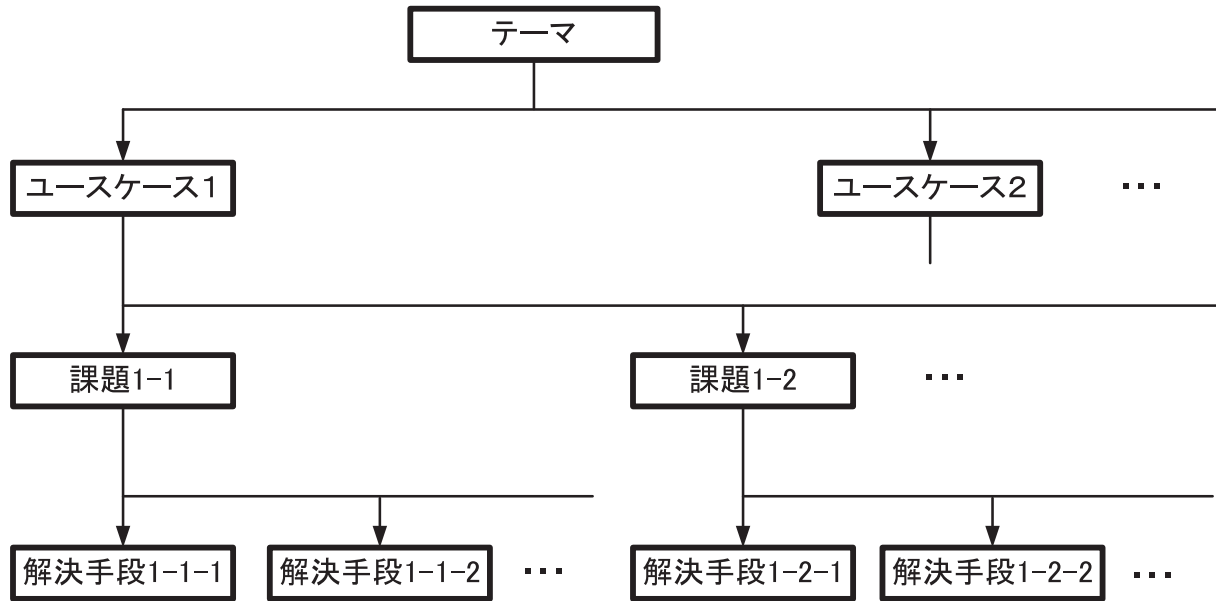 テーマ
ユースケース1
ユースケース2
…
課題1-1
課題1-2
…
解決手段1-1-1
解決手段1-1-2
…
解決手段1-2-1
解決手段1-2-2
…